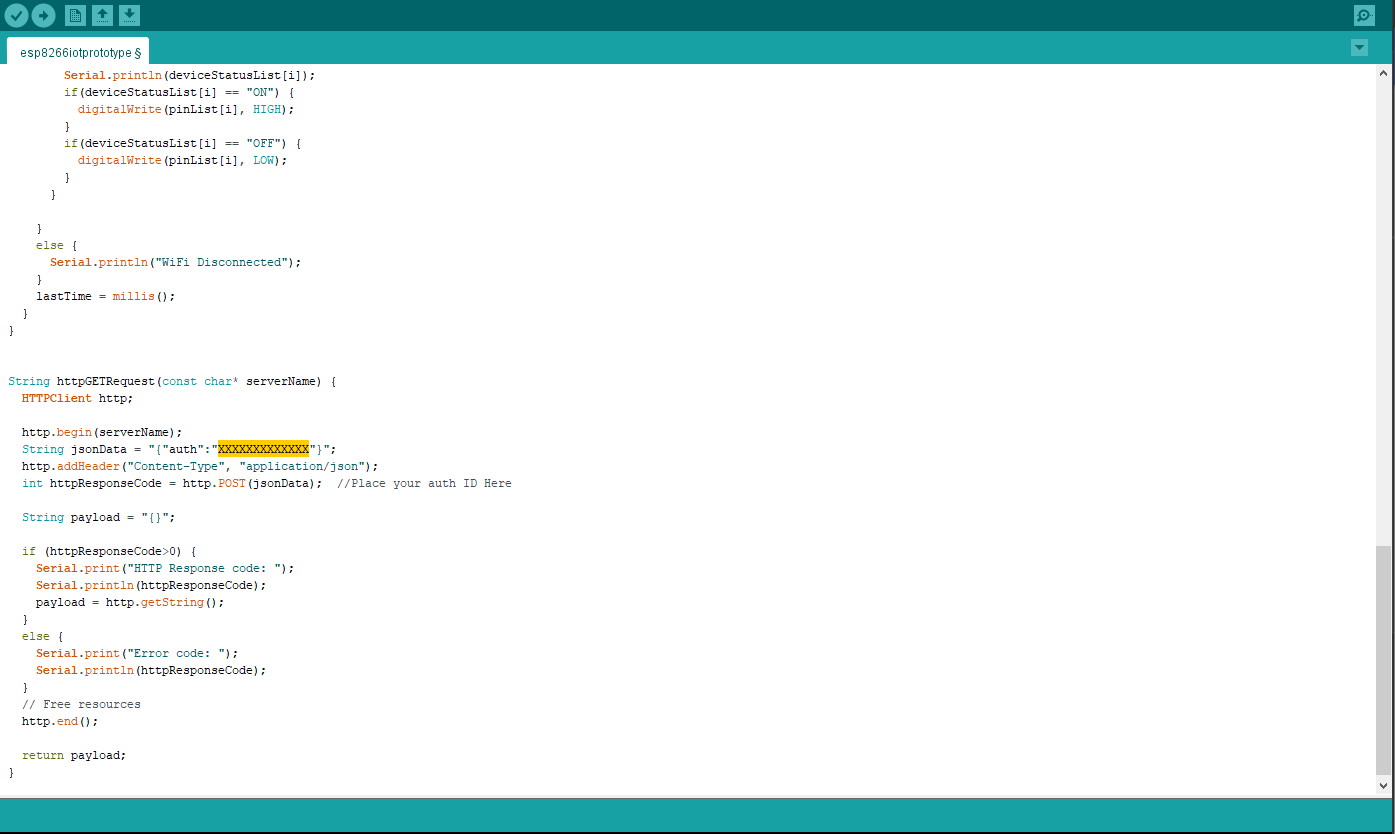 esp8266iotprototype §
Serial.println(deviceStatusList[i]);
if(deviceStatusList[i] == "ON") {
digitalWrite(pinList[i], HIGH);
}
if(deviceStatusList[i] == "OFF") {
digitalWrite(pinList[i], LOW);
}
}
}
else {
Serial.println("WiFi Disconnected");
}
lastTime = millis();
}
}
String httpGETRequest(const char* serverName) {
HTTPClient http;
http.begin(serverName);
String jsonData = "{"auth":"XXXXXXXXXXXXX"}";
http.addHeader("Content-Type", "application/json");
int httpResponseCode = http.POST(jsonData);  //Place your auth ID Here
String payload = "{}";
if (httpResponseCode>0) {
Serial.print("HTTP Response code: ");
Serial.println(httpResponseCode);
payload = http.getString();
}
else {
Serial.print("Error code: ");
Serial.println(httpResponseCode);
}
// Free resources
http.end();
return payload;
}